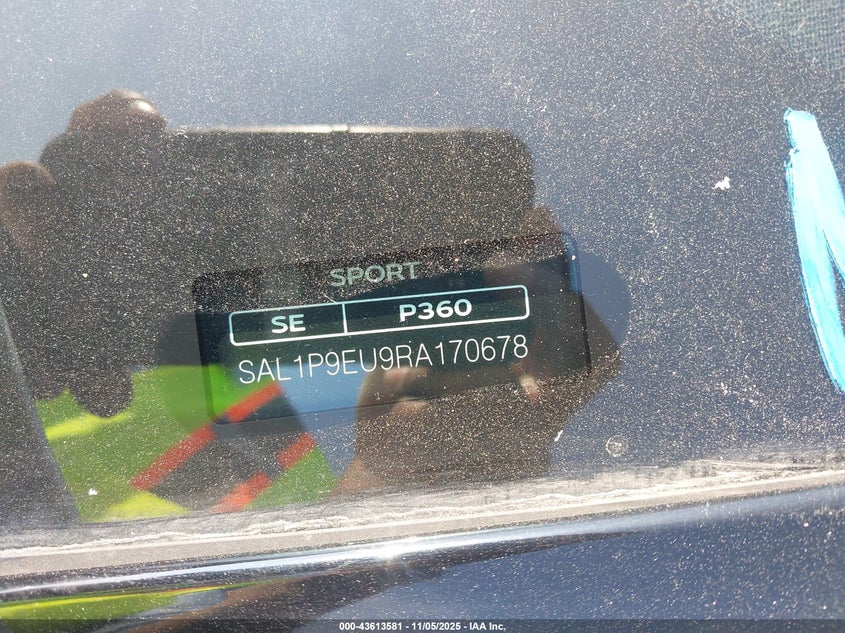 SPORT
SE P360
SAL1P9EU9RA170678
000-43613581 - 11/05/2025 - IAA Inc.